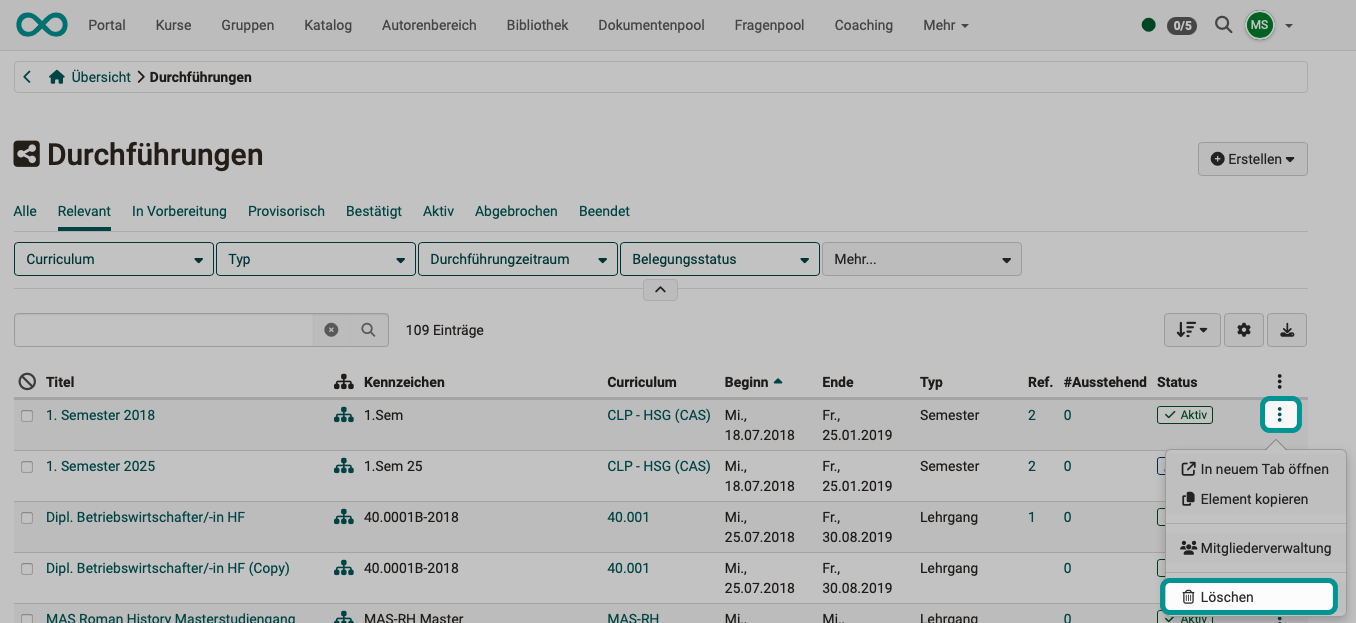 Portal Kurse Gruppen Katalog Autorenbereich Bibliothek Dokumentenpool Fragenpool Coaching Mehr 0/5 MS
Übersicht Durchführungen
Durchführungen
Erstellen
Alle Relevant In Vorbereitung Provisorisch Bestätigt Aktiv Abgebrochen Beendet
Curriculum Typ Durchführungzeitraum Belegungsstatus Mehr...
109 Einträge
Titel Kennzeichen Curriculum Beginn Ende Typ Ref. #Ausstehend Status
1. Semester 2018 1.Sem CLP - HSG (CAS) Mi., Fr., Semester 2 0 Aktiv
18.07.2018 25.01.2019
1. Semester 2025 1.Sem 25 CLP - HSG (CAS) Mi., Fr., Semester 2 0
18.07.2018 25.01.2019
In neuem Tab öffnen
Element kopieren
Mitgliederverwaltung
Löschen
Dipl. Betriebswirtschafter/-in HF 40.0001B-2018 40.001 Mi., Fr., Lehrgang 1 0
25.07.2018 30.08.2019
Dipl. Betriebswirtschafter/-in HF (Copy) 40.0001B-2018 40.001 Mi., Fr., Lehrgang 0
25.07.2018 30.08.2019
MAS Roman History Masterstudiengang MAS-RH Master MAS-RH Mi., Fr., Lehrgang 0 Aktiv